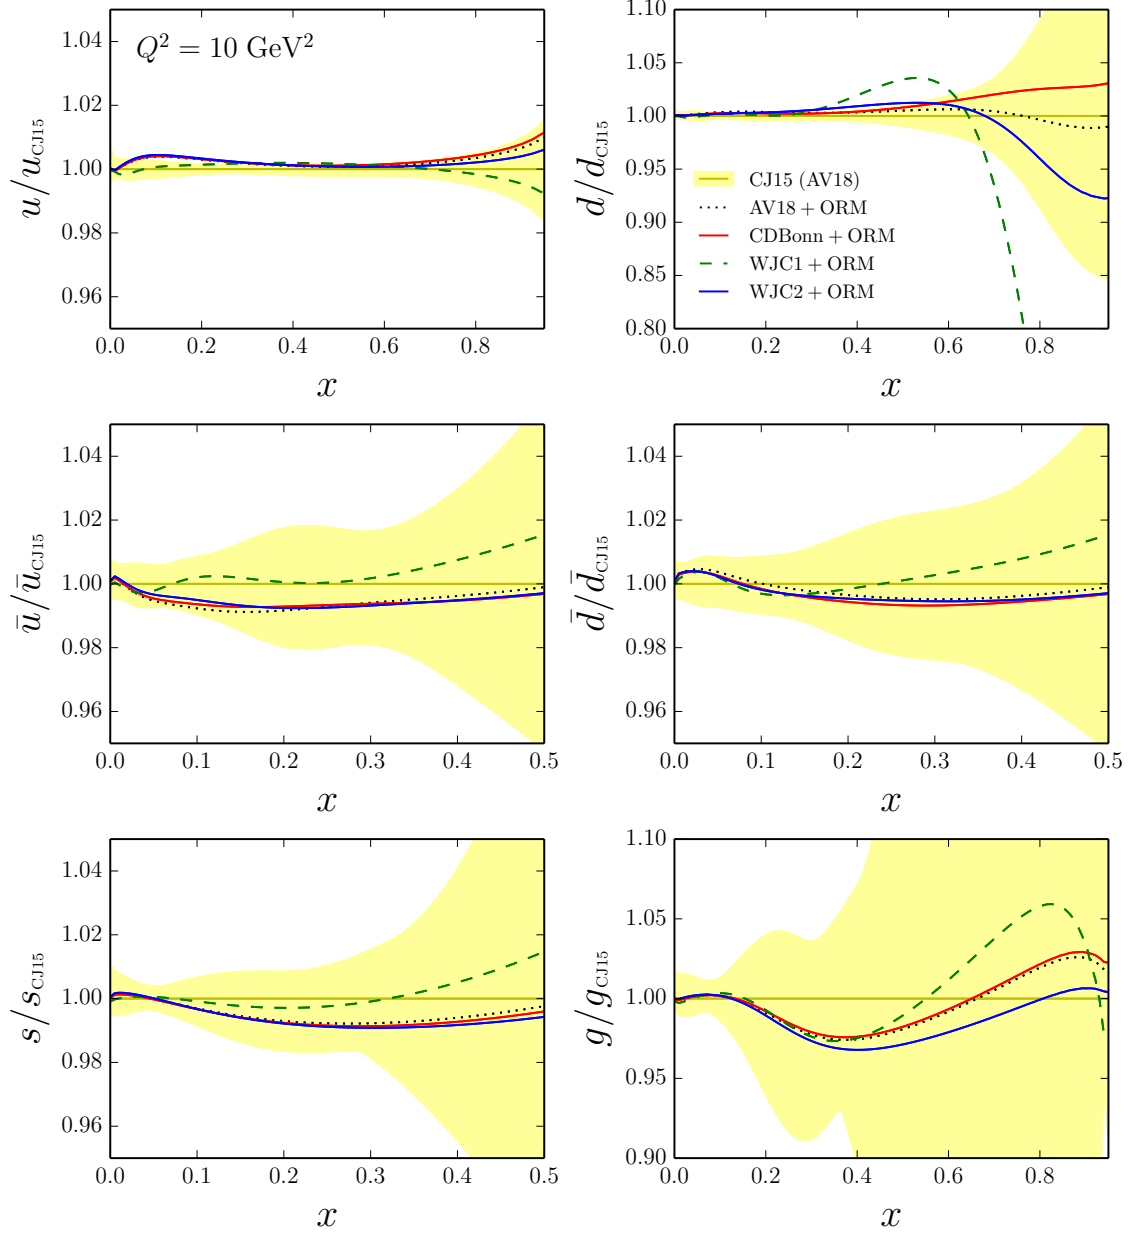 1.04
1.02
1.00
0.98
0.96
Q² = 10 GeV²
u/u_CJ15
0.0 0.2 0.4 0.6 0.8
x
1.10
1.05
1.00
0.95
0.90
0.85
0.80
d/d_CJ15
CJ15 (AV18)
AV18 + ORM
CDBonn + ORM
WJC1 + ORM
WJC2 + ORM
0.0 0.2 0.4 0.6 0.8
x
1.04
1.02
1.00
0.98
0.96
ū/ū_CJ15
0.0 0.1 0.2 0.3 0.4 0.5
x
1.04
1.02
1.00
0.98
0.96
d̄/d̄_CJ15
0.0 0.1 0.2 0.3 0.4 0.5
x
1.04
1.02
1.00
0.98
0.96
s/s_CJ15
0.0 0.1 0.2 0.3 0.4 0.5
x
1.10
1.05
1.00
0.95
0.90
g/g_CJ15
0.0 0.2 0.4 0.6 0.8
x